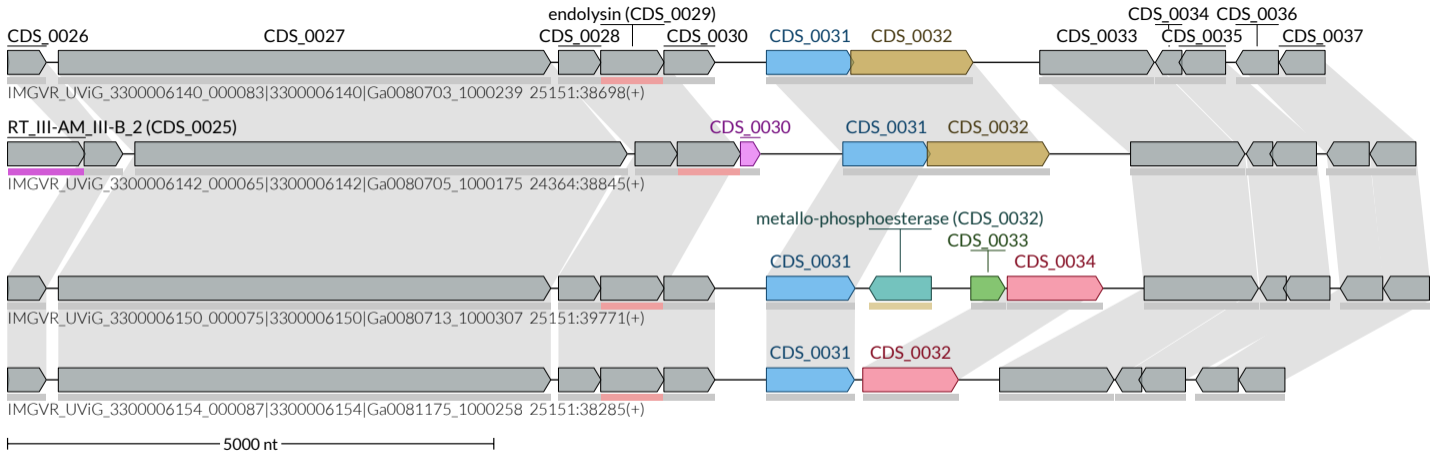 endolysin (CDS_0029) CDS_0034 CDS_0036
CDS_0026 CDS_0027 CDS_0028 CDS_0030 CDS_0031 CDS_0032 CDS_0033 CDS_0035 CDS_0037
IMGVR_UViG_3300006140_000083|3300006140|Ga0080703_1000239 25151:38698(+)
RT_III-AM_III-B_2 (CDS_0025) CDS_0030 CDS_0031 CDS_0032
IMGVR_UViG_3300006142_000065|3300006142|Ga0080705_1000175 24364:38845(+)
metallo-phosphoesterase (CDS_0032)
CDS_0033
CDS_0031 CDS_0034
IMGVR_UViG_3300006150_000075|3300006150|Ga0080713_1000307 25151:39771(+)
CDS_0031 CDS_0032
IMGVR_UViG_3300006154_000087|3300006154|Ga0081175_1000258 25151:38285(+)
5000 nt